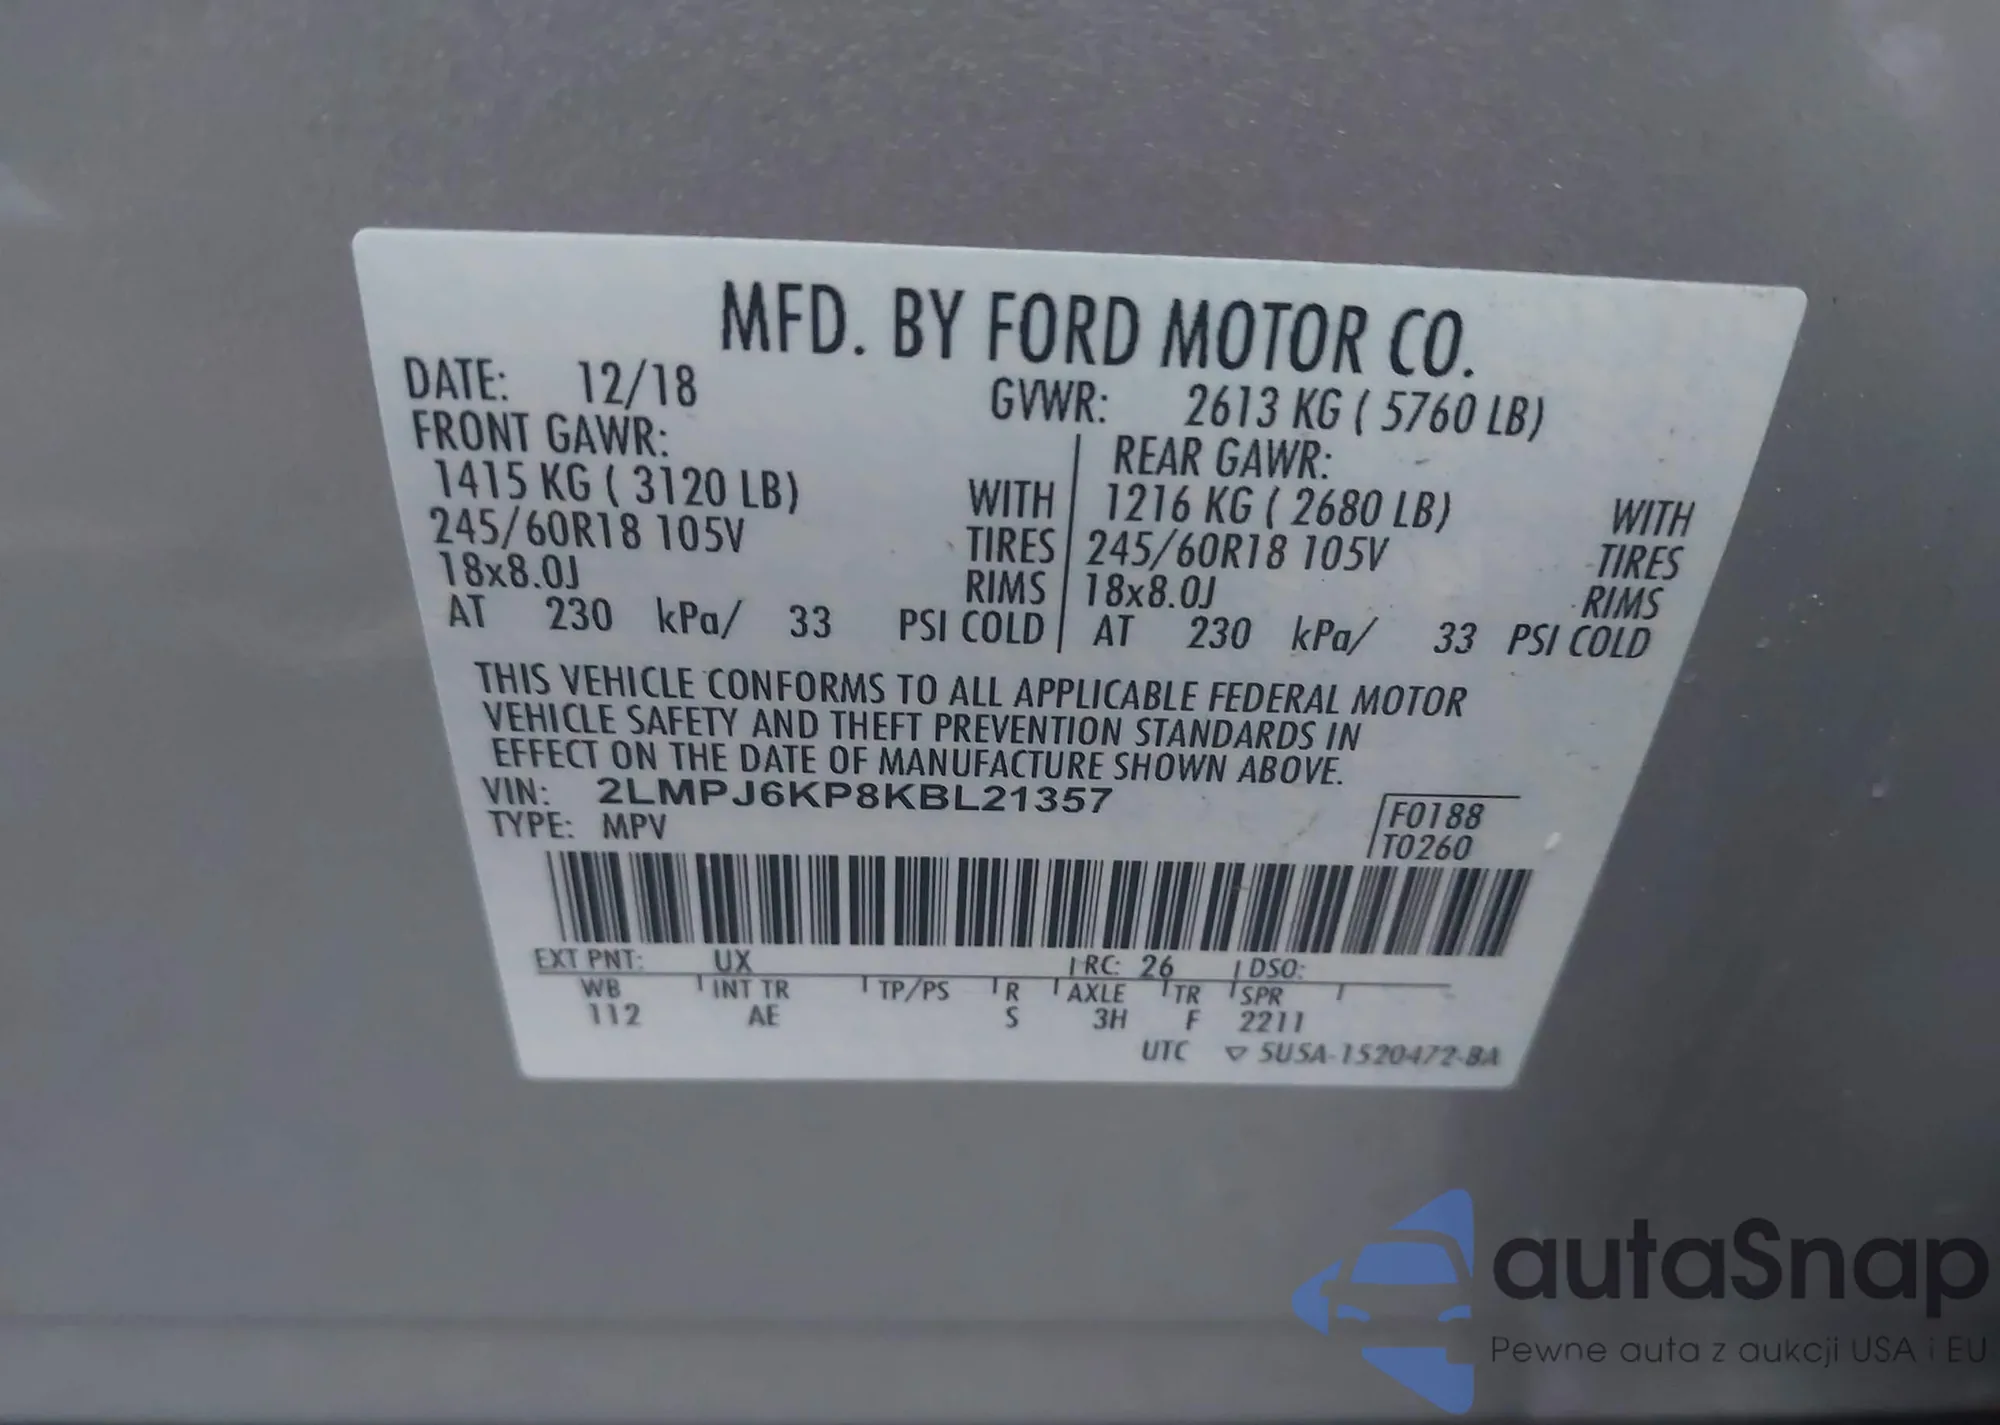 MFD. BY FORD MOTOR CO.
DATE: 12/18 GVWR: 2613 KG ( 5760 LB)
FRONT GAWR: REAR GAWR:
1415 KG ( 3120 LB) WITH 1216 KG ( 2680 LB) WITH
245/60R18 105V TIRES 245/60R18 105V TIRES
18x8.0J RIMS 18x8.0J RIMS
AT 230 kPa/ 33 PSI COLD AT 230 kPa/ 33 PSI COLD
THIS VEHICLE CONFORMS TO ALL APPLICABLE FEDERAL MOTOR
VEHICLE SAFETY AND THEFT PREVENTION STANDARDS IN
EFFECT ON THE DATE OF MANUFACTURE SHOWN ABOVE.
VIN: 2LMPJ6KP8KBL21357
TYPE: MPV
F0188
T0260
EXT PNT: UX RC: 26 DSO:
WB INT TR TP/PS R AXLE TR SPR
112 AE S 3H F 2211
UTC ▽ 5U5A-1520472-BA
autaSnap
Pewne auta z aukcji USA i EU